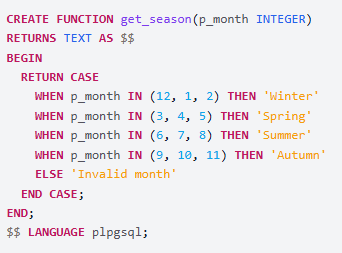 CREATE FUNCTION get_season(p_month INTEGER)
RETURNS TEXT AS $$
BEGIN
  RETURN CASE
    WHEN p_month IN (12, 1, 2) THEN 'Winter'
    WHEN p_month IN (3, 4, 5) THEN 'Spring'
    WHEN p_month IN (6, 7, 8) THEN 'Summer'
    WHEN p_month IN (9, 10, 11) THEN 'Autumn'
    ELSE 'Invalid month'
  END CASE;
END;
$$ LANGUAGE plpgsql;